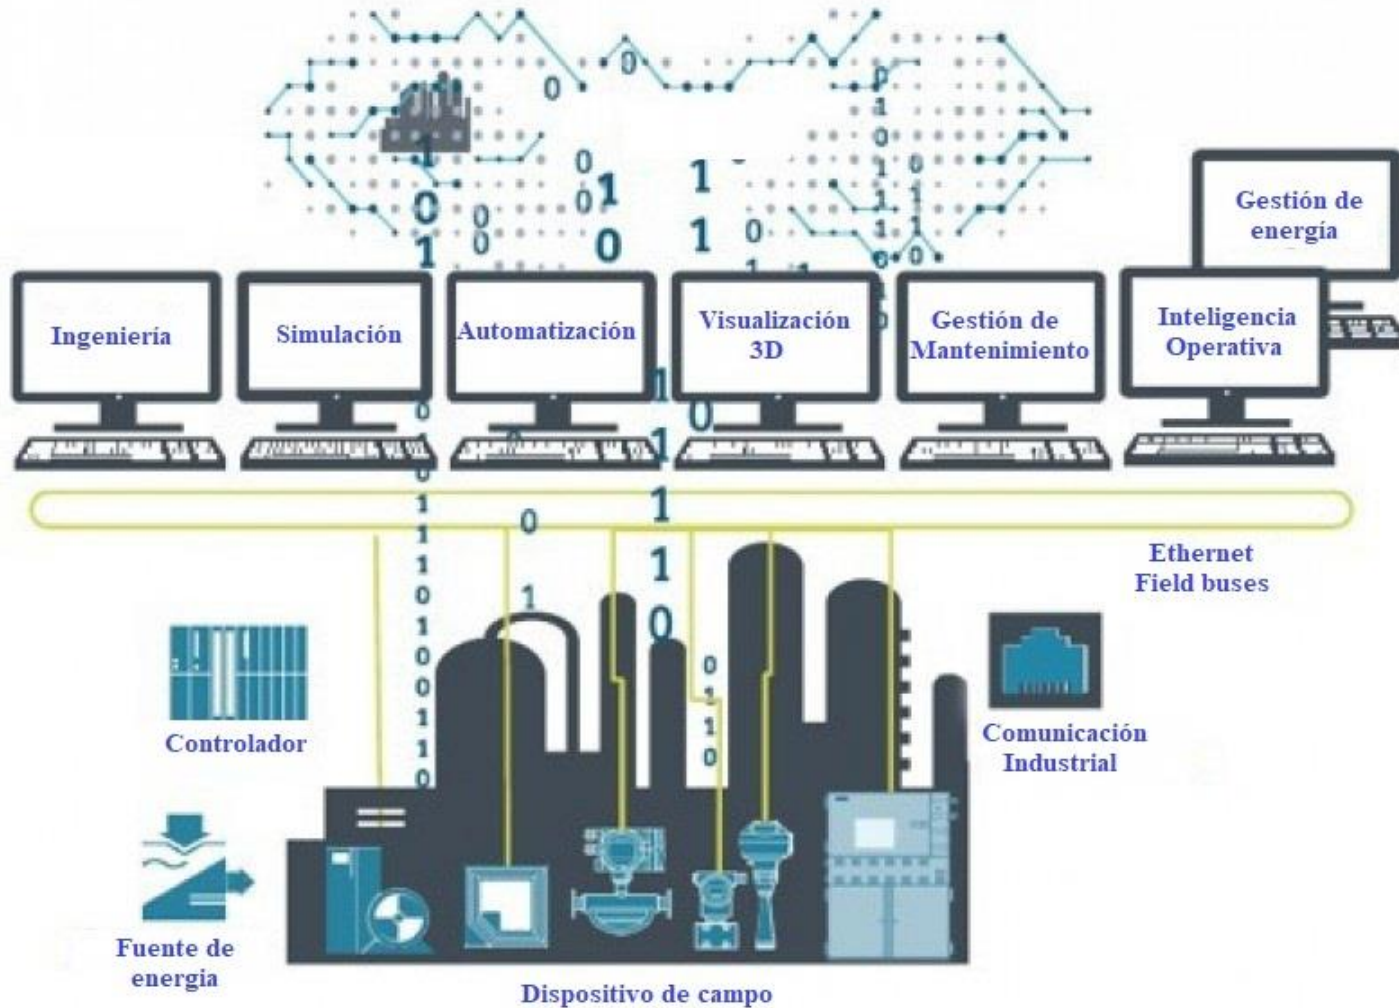 Gestión de
energía
Ingeniería
Simulación
Automatización
Visualización
3D
Gestión de
Mantenimiento
Inteligencia
Operativa
Ethernet
Field buses
Controlador
Comunicación
Industrial
Fuente de
energia
Dispositivo de campo